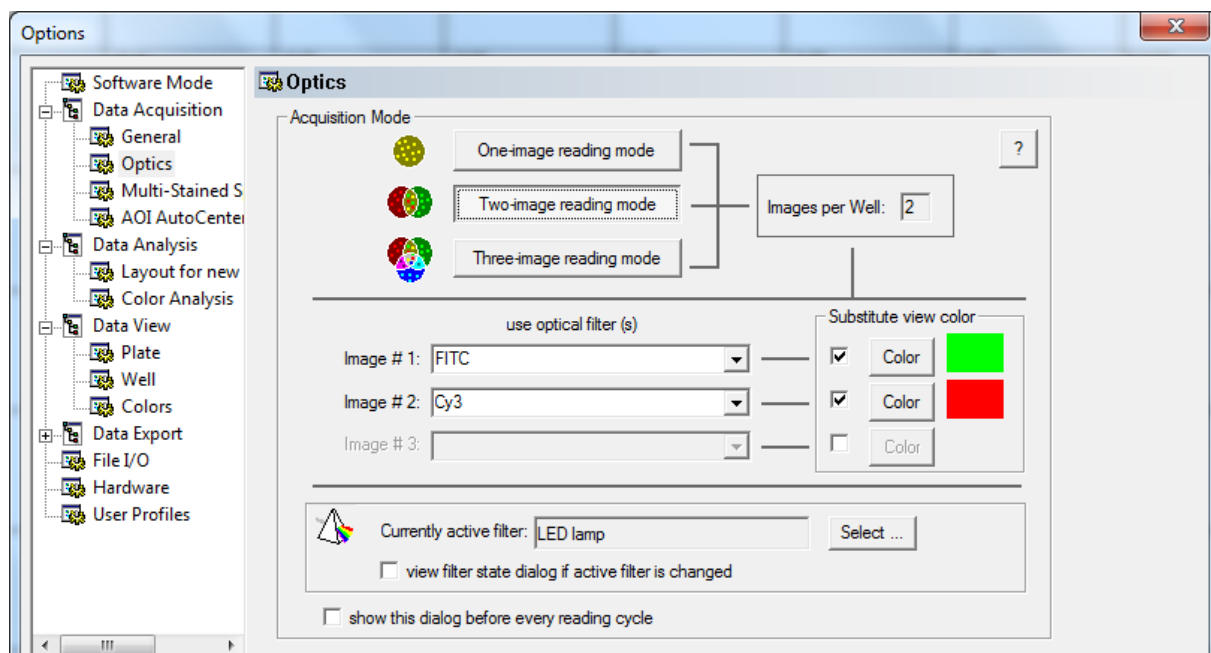 Options
Software Mode
Data Acquisition
General
Optics
Multi-Stained S
AOI AutoCenter
Data Analysis
Layout for new
Color Analysis
Data View
Plate
Well
Colors
Data Export
File I/O
Hardware
User Profiles
Optics
Acquisition Mode
One-image reading mode
?
Two-image reading mode
Images per Well: 2
Three-image reading mode
use optical filter (s)
Substitute view color
Image # 1: FITC
Color
Image # 2: Cy3
Color
Image # 3:
Color
Currently active filter: LED lamp
Select ...
view filter state dialog if active filter is changed
show this dialog before every reading cycle